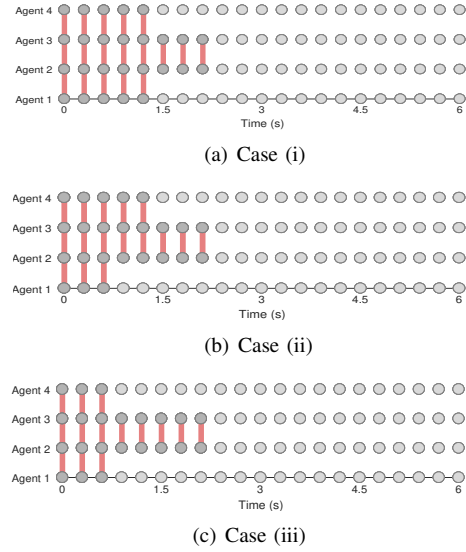 Agent 4
Agent 3
Agent 2
Agent 1
0 1.5 3 4.5 6
Time (s)
(a) Case (i)
Agent 4
Agent 3
Agent 2
Agent 1
0 1.5 3 4.5 6
Time (s)
(b) Case (ii)
Agent 4
Agent 3
Agent 2
Agent 1
0 1.5 3 4.5 6
Time (s)
(c) Case (iii)